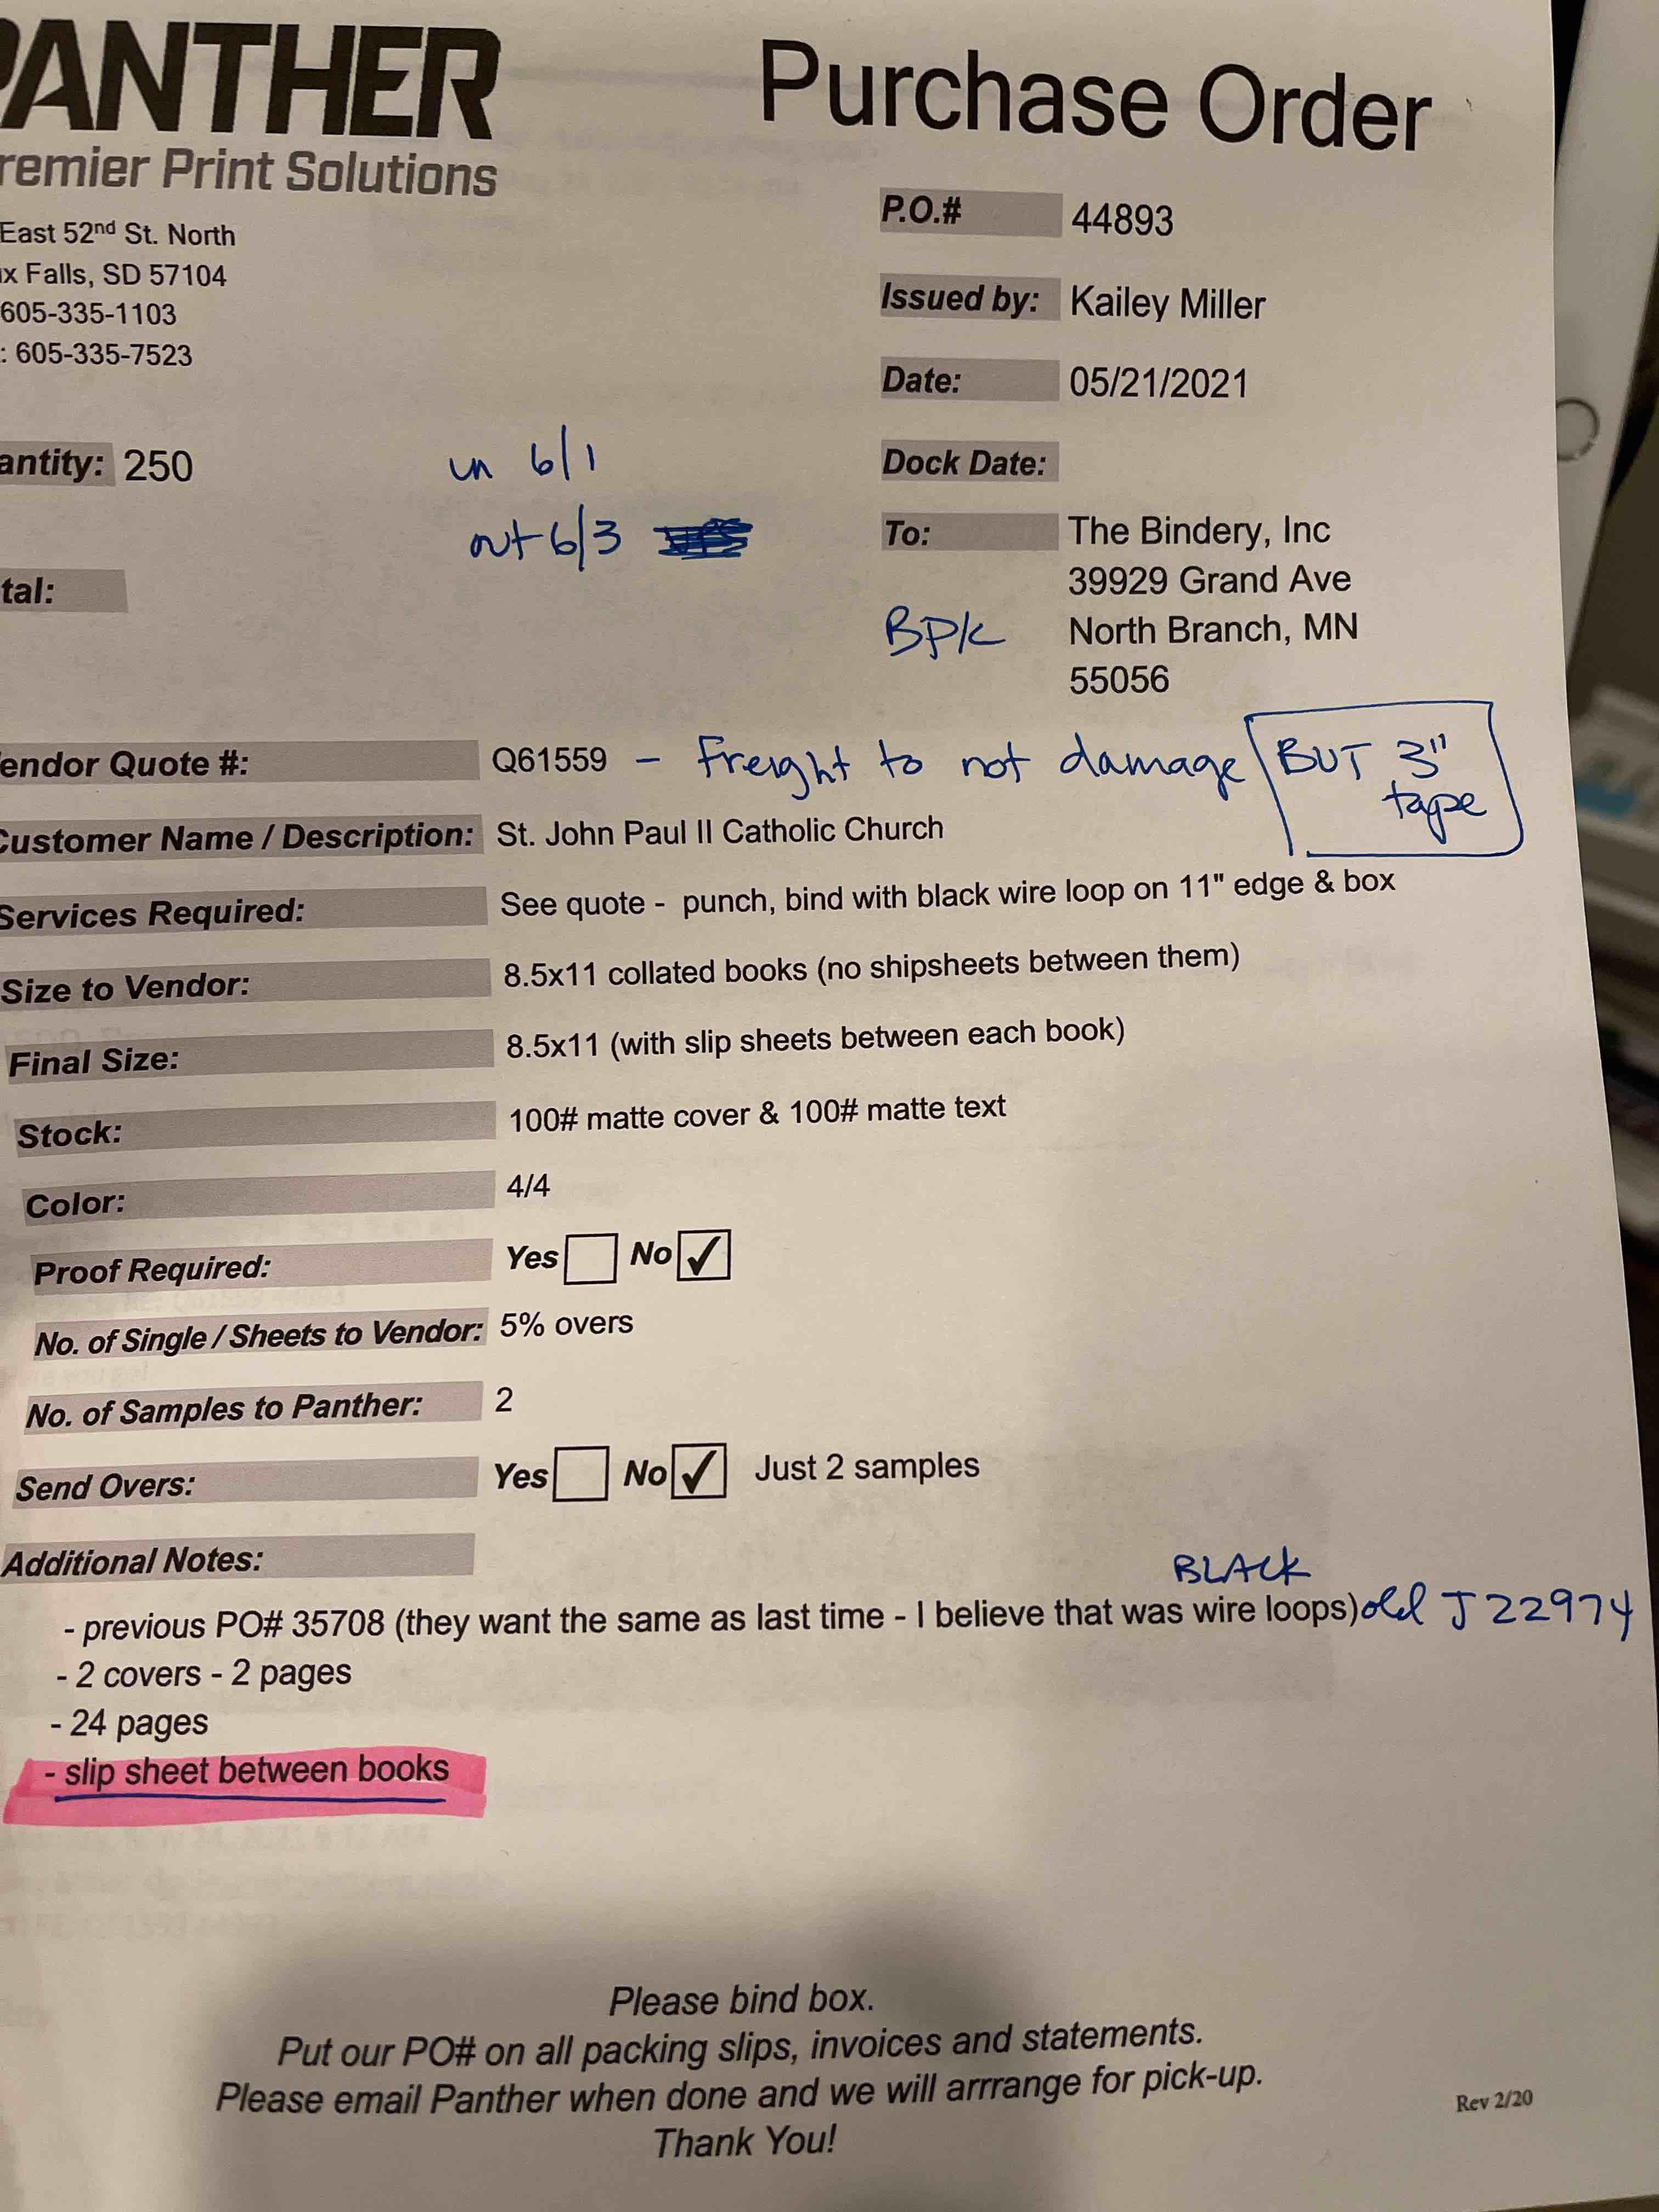 PANTHER
remier Print Solutions
East 52nd St. North
ux Falls, SD 57104
605-335-1103
: 605-335-7523
Purchase Order
P.O.# 44893
Issued by: Kailey Miller
Date: 05/21/2021
Dock Date:
To: The Bindery, Inc
39929 Grand Ave
North Branch, MN
55056
BPK
antity: 250
in 6/1
out 6/3
tal:
endor Quote #: Q61559 - Freight to not damage BUT 3"
tape
Customer Name / Description: St. John Paul II Catholic Church
Services Required: See quote - punch, bind with black wire loop on 11" edge & box
Size to Vendor: 8.5x11 collated books (no shipsheets between them)
Final Size: 8.5x11 (with slip sheets between each book)
Stock: 100# matte cover & 100# matte text
Color: 4/4
Proof Required: Yes No ✓
No. of Single / Sheets to Vendor: 5% overs
No. of Samples to Panther: 2
Send Overs: Yes No ✓ Just 2 samples
Additional Notes:
BLACK
- previous PO# 35708 (they want the same as last time - I believe that was wire loops) old J22974
- 2 covers - 2 pages
- 24 pages
- slip sheet between books
Please bind box.
Put our PO# on all packing slips, invoices and statements.
Please email Panther when done and we will arrrange for pick-up.
Thank You!
Rev 2/20